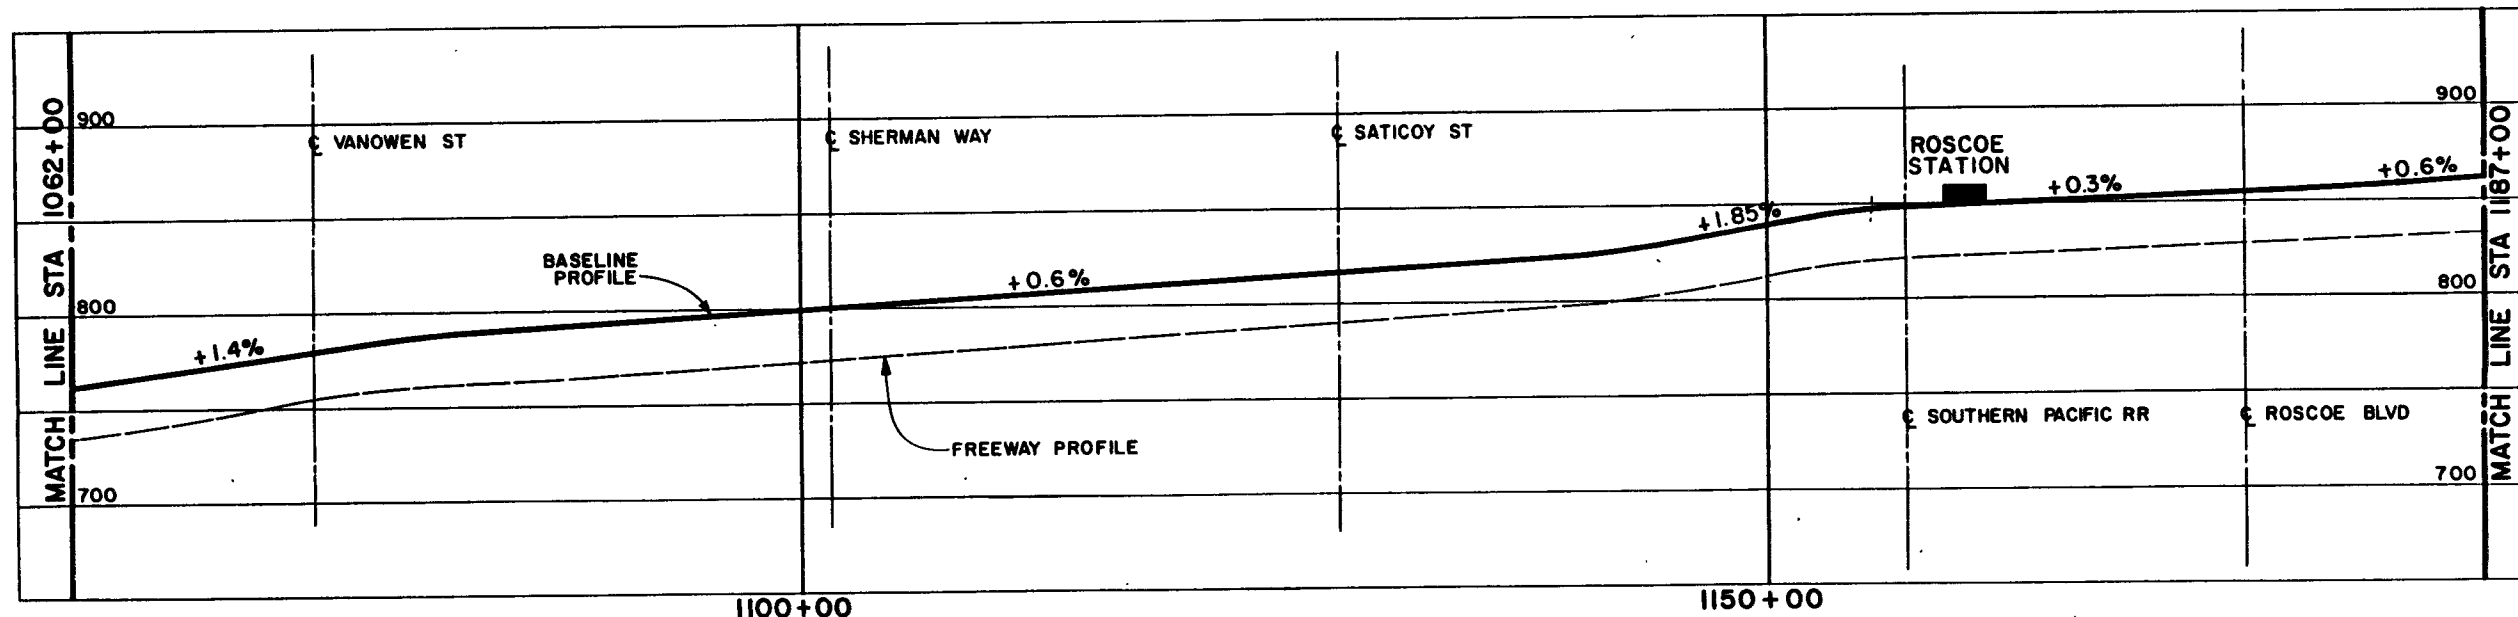 MATCH LINE STA 1062+00
900
800
700
℄ VANOWEN ST
℄ SHERMAN WAY
℄ SATICOY ST
ROSCOE
STATION
+0.3%
+0.6%
900
+1.85%
BASELINE
PROFILE
+0.6%
+1.4%
FREEWAY PROFILE
℄ SOUTHERN PACIFIC RR
℄ ROSCOE BLVD
800
700
MATCH LINE STA 1187+00
1100+00
1150+00